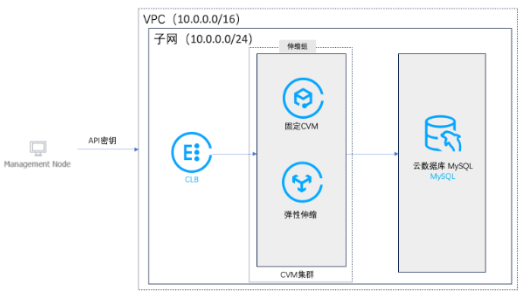 VPC（10.0.0.0/16）
子网（10.0.0.0/24）
伸缩组
固定CVM
API密钥
Management Node
CLB
弹性伸缩
云数据库 MySQL
MySQL
CVM集群